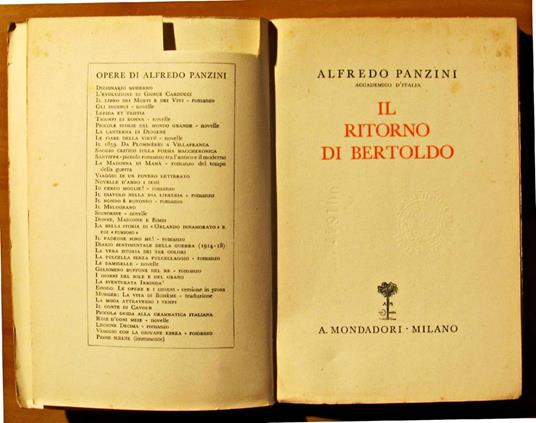 OPERE DI ALFREDO PANZINI
DIZIONARIO MODERNO
L'EVOLUZIONE DI GIOSUE CARDUCCI
IL LIBRO DEI MORTI E DEI VIVI - romanzo
GLI INGENUI - novelle
LEPIDA ET TRISTIA
TRIONFI DI DONNA - novelle
PICCOLE STORIE DEL MONDO GRANDE - novelle
LA LANTERNA DI DIOGENE
LE FIABE DELLA VIRTÙ - novelle
IL 1859. DA PLOMBIÈRES A VILLAFRANCA
SAGGIO CRITICO SULLA POESIA MACCHERONICA
SANTIPPE - piccolo romanzo tra l'antico e il moderno
LA MADONNA DI MAMÀ - romanzo del tempo
della guerra
VIAGGIO DI UN POVERO LETTERATO
NOVELLE D'AMBO I SESSI
IO CERCO MOGLIE! - romanzo
IL DIAVOLO NELLA MIA LIBRERIA - romanzo
IL MONDO È ROTONDO - romanzo
IL MELOGRANO
SIGNORINE - novelle
DONNE, MADONNE E BIMBI
LA BELLA STORIA DI « ORLANDO INNAMORATO » E
POI « FURIOSO »
IL PADRONE SONO ME! - romanzo
DIARIO SENTIMENTALE DELLA GUERRA (1914-18)
LA VERA ISTORIA DEI TRE COLORI
LA PULCELLA SENZA PULCELLAGGIO - romanzo
LE DAMIGELLE - novelle
GELSOMINO BUFFONE DEL RE - romanzo
I GIORNI DEL SOLE E DEL GRANO
LA SVENTURATA IRMINDA!
ESIODO. LE OPERE E I GIORNI - versione in prosa
MURGER: LA VITA DI BOHÈME - traduzione
LA MODA ATTRAVERSO I TEMPI
IL CONTE DI CAVOUR
PICCOLA GUIDA ALLA GRAMMATICA ITALIANA
ROSE D'OGNI MESE - novelle
LEGIONE DECIMA - romanzo
VIAGGIO CON LA GIOVANE EBREA - romanzo
PAGINE SCELTE (imminente)
ALFREDO PANZINI
ACCADEMICO D'ITALIA
IL
RITORNO
DI BERTOLDO
A. MONDADORI · MILANO